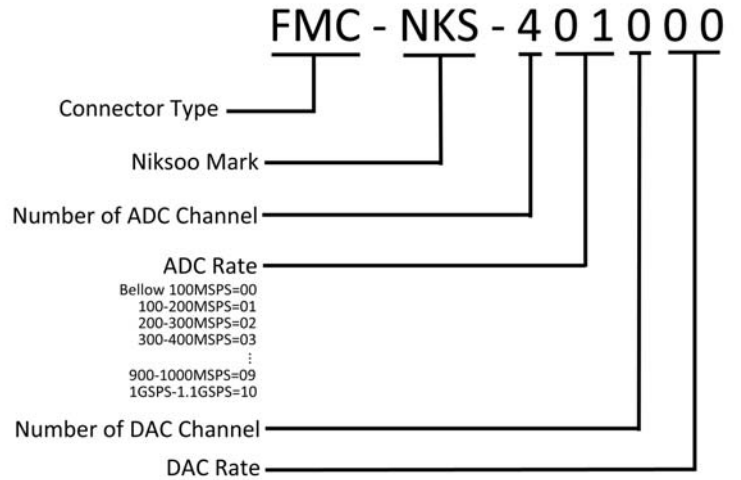 FMC - NKS - 4 0 1 0 0 0
Connector Type
Niksoo Mark
Number of ADC Channel
ADC Rate
Bellow 100MSPS=00
100-200MSPS=01
200-300MSPS=02
300-400MSPS=03
⋮
900-1000MSPS=09
1GSPS-1.1GSPS=10
Number of DAC Channel
DAC Rate